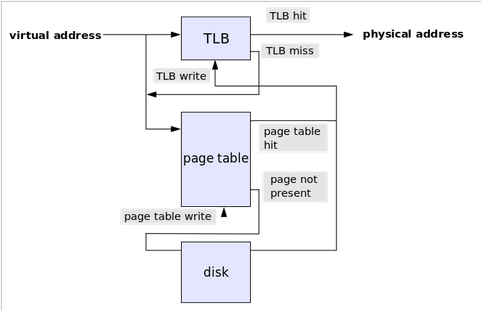 TLB hit
virtual address
TLB
physical address
TLB miss
TLB write
page table
hit
page table
page not
present
page table write
disk